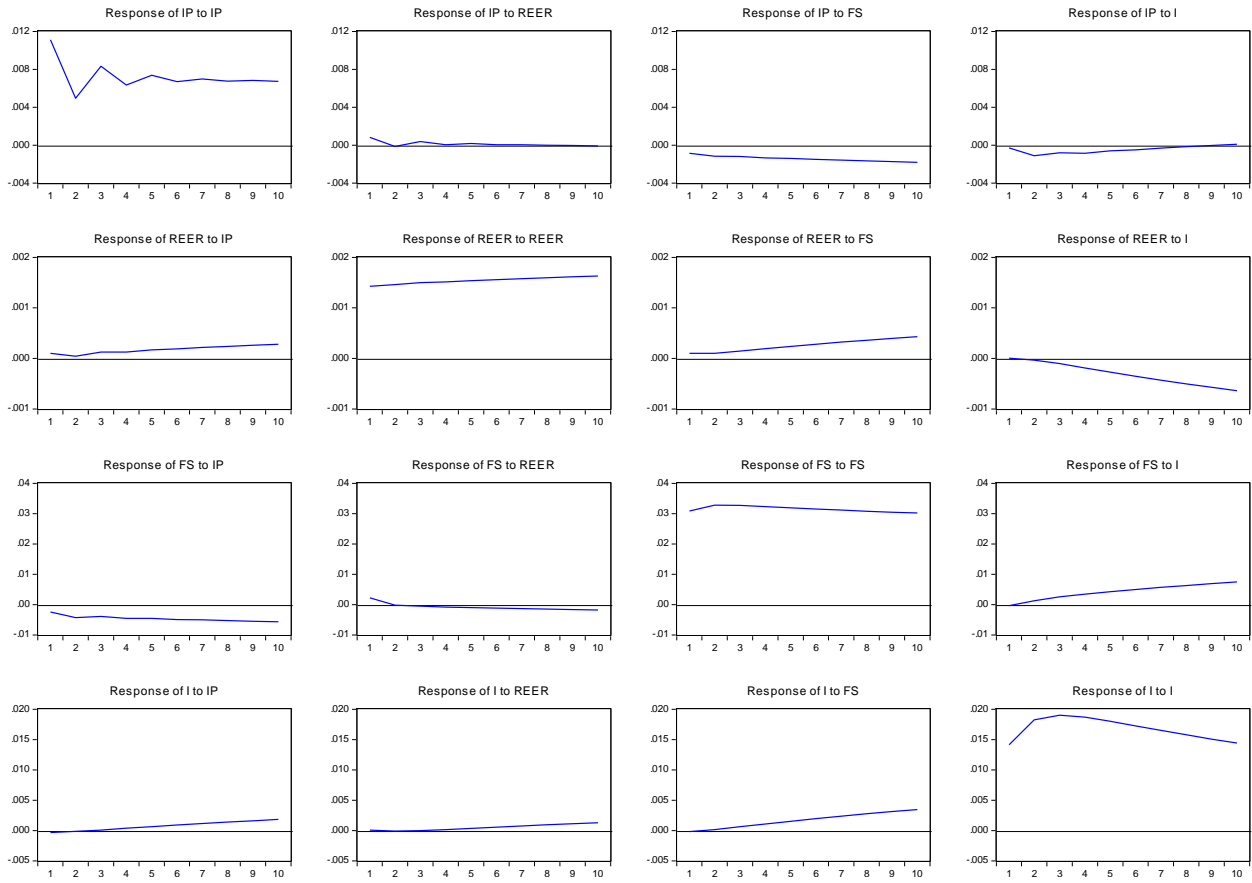 Response of IP to IP
.012
.008
.004
.000
-.004
1 2 3 4 5 6 7 8 9 10
Response of IP to REER
.012
.008
.004
.000
-.004
1 2 3 4 5 6 7 8 9 10
Response of IP to FS
.012
.008
.004
.000
-.004
1 2 3 4 5 6 7 8 9 10
Response of IP to I
.012
.008
.004
.000
-.004
1 2 3 4 5 6 7 8 9 10
Response of REER to IP
.002
.001
.000
-.001
1 2 3 4 5 6 7 8 9 10
Response of REER to REER
.002
.001
.000
-.001
1 2 3 4 5 6 7 8 9 10
Response of REER to FS
.002
.001
.000
-.001
1 2 3 4 5 6 7 8 9 10
Response of REER to I
.002
.001
.000
-.001
1 2 3 4 5 6 7 8 9 10
Response of FS to IP
.04
.03
.02
.01
.00
-.01
1 2 3 4 5 6 7 8 9 10
Response of FS to REER
.04
.03
.02
.01
.00
-.01
1 2 3 4 5 6 7 8 9 10
Response of FS to FS
.04
.03
.02
.01
.00
-.01
1 2 3 4 5 6 7 8 9 10
Response of FS to I
.04
.03
.02
.01
.00
-.01
1 2 3 4 5 6 7 8 9 10
Response of I to IP
.020
.015
.010
.005
.000
-.005
1 2 3 4 5 6 7 8 9 10
Response of I to REER
.020
.015
.010
.005
.000
-.005
1 2 3 4 5 6 7 8 9 10
Response of I to FS
.020
.015
.010
.005
.000
-.005
1 2 3 4 5 6 7 8 9 10
Response of I to I
.020
.015
.010
.005
.000
-.005
1 2 3 4 5 6 7 8 9 10